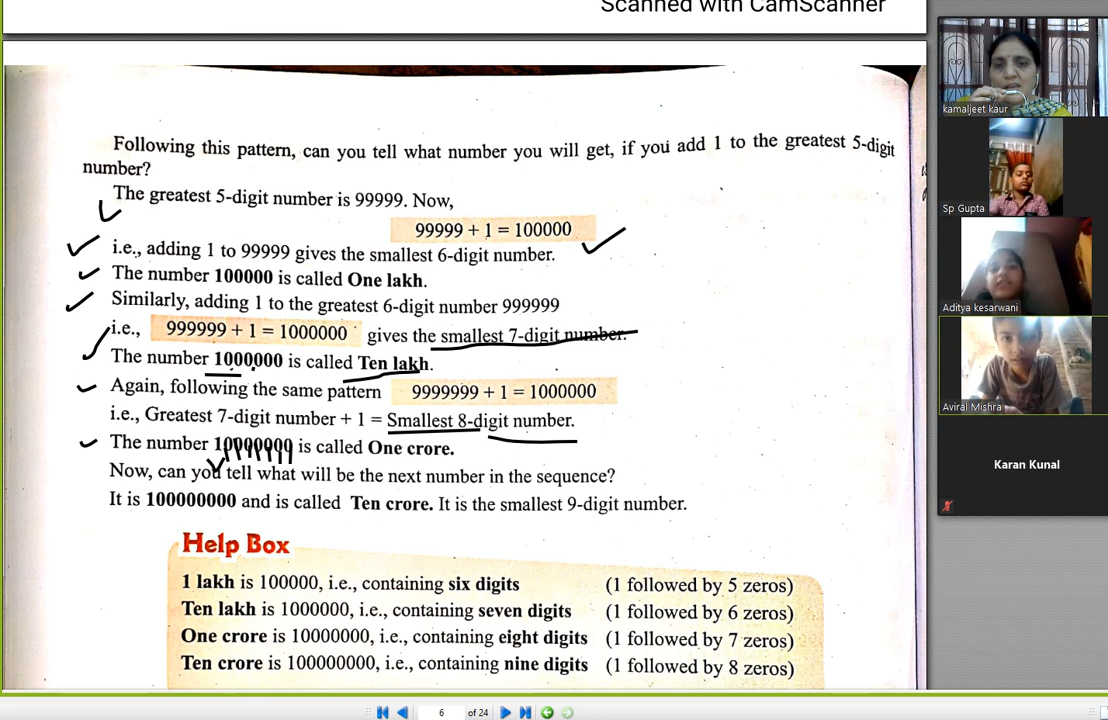 Scanned with CamScanner
Following this pattern, can you tell what number you will get, if you add 1 to the greatest 5-digit
number?
The greatest 5-digit number is 99999. Now,
99999 + 1 = 100000
i.e., adding 1 to 99999 gives the smallest 6-digit number.
The number 100000 is called One lakh.
Similarly, adding 1 to the greatest 6-digit number 999999
i.e., 999999 + 1 = 1000000 gives the smallest 7-digit number.
The number 1000000 is called Ten lakh.
Again, following the same pattern 9999999 + 1 = 1000000
i.e., Greatest 7-digit number + 1 = Smallest 8-digit number.
The number 10000000 is called One crore.
Now, can you tell what will be the next number in the sequence?
It is 100000000 and is called Ten crore. It is the smallest 9-digit number.
Help Box
1 lakh is 100000, i.e., containing six digits (1 followed by 5 zeros)
Ten lakh is 1000000, i.e., containing seven digits (1 followed by 6 zeros)
One crore is 10000000, i.e., containing eight digits (1 followed by 7 zeros)
Ten crore is 100000000, i.e., containing nine digits (1 followed by 8 zeros)
6 of 24
kamaljeet kaur
Sp Gupta
Aditya kesarwani
Aviral Mishra
Karan Kunal